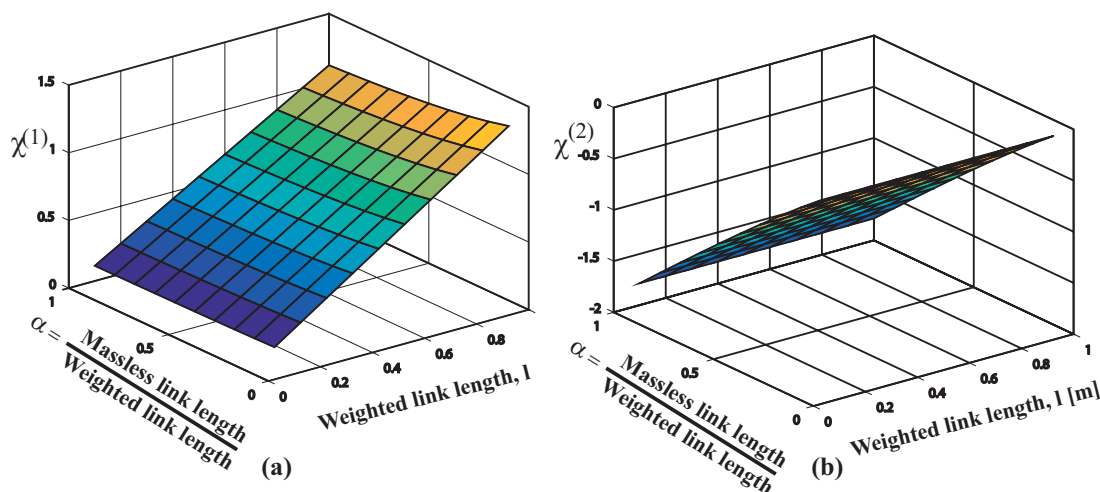 1.5
1
0.5
0
χ(1)
1
0.5
0
0
0.2
0.4
0.6
0.8
α = Massless link length
Weighted link length
Weighted link length, l
(a)
0
-0.5
-1
-1.5
-2
χ(2)
1
0.5
0
0
0.2
0.4
0.6
0.8
1
α = Massless link length
Weighted link length
Weighted link length, l [m]
(b)